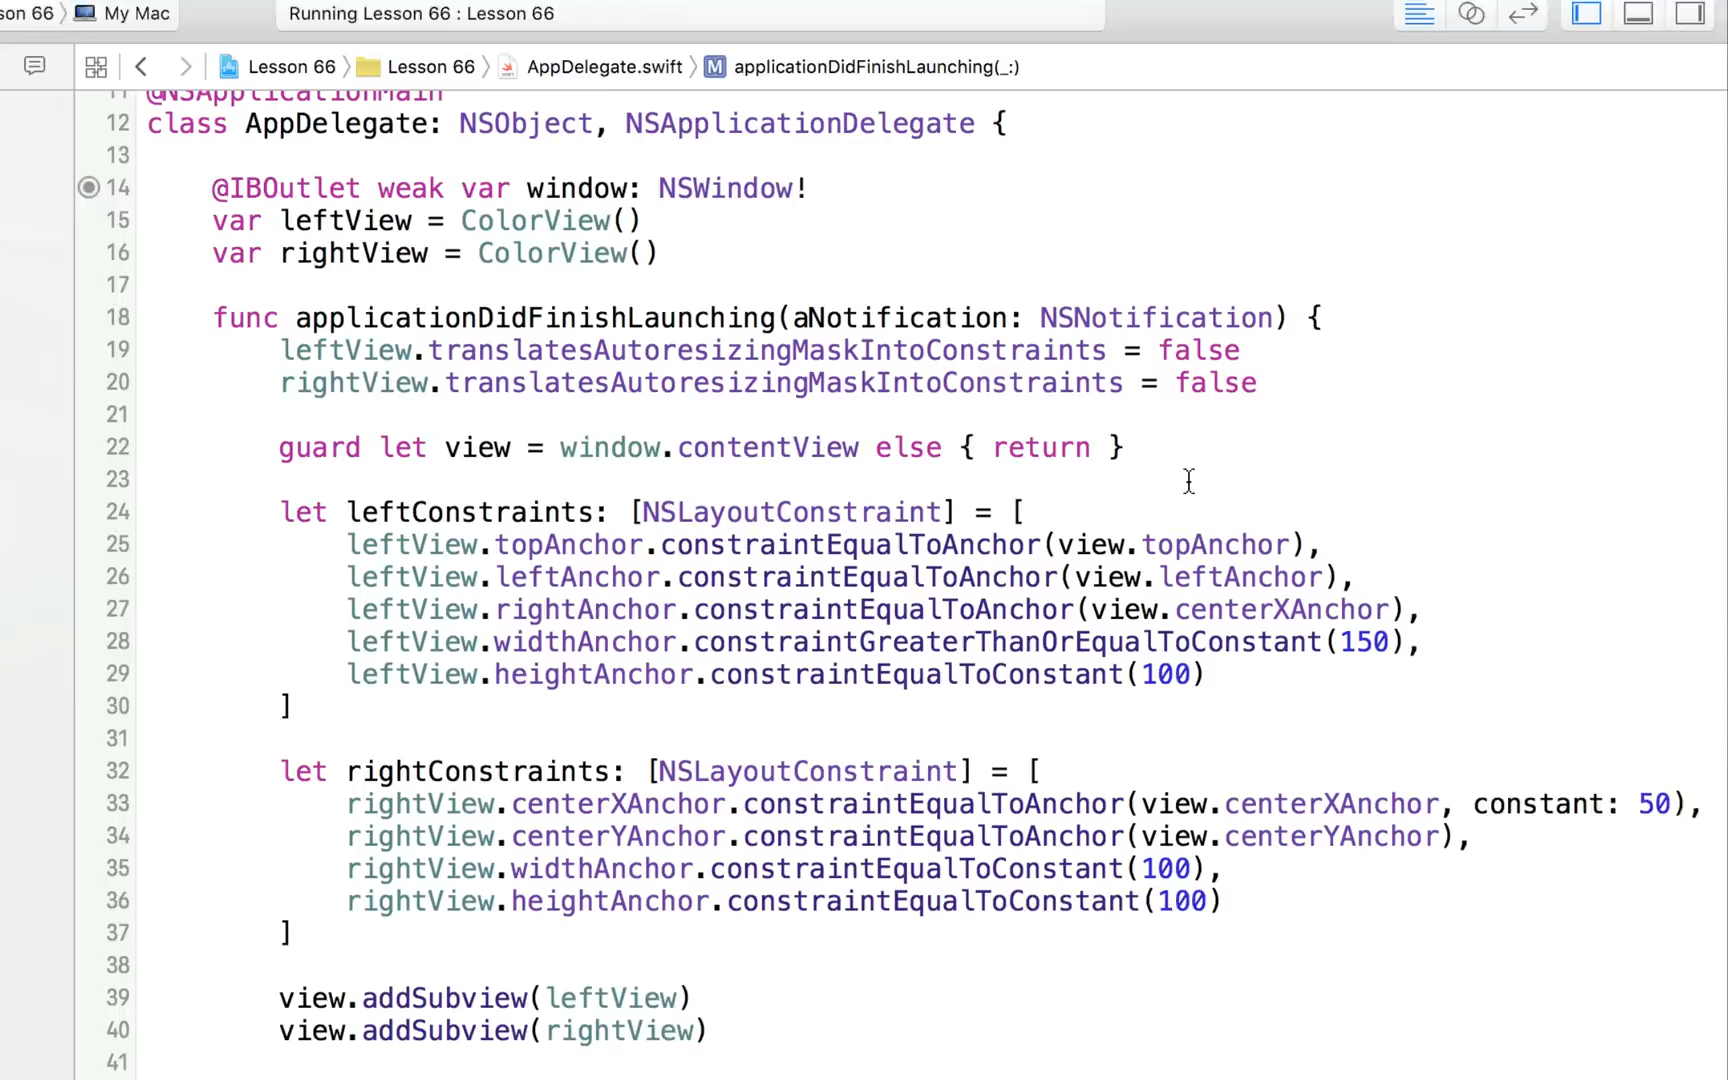 son 66 〉 My Mac
Running Lesson 66 : Lesson 66
Lesson 66 〉 Lesson 66 〉 AppDelegate.swift 〉 M applicationDidFinishLaunching(_:)
11 @NSApplicationMain
12 class AppDelegate: NSObject, NSApplicationDelegate {
13
14     @IBOutlet weak var window: NSWindow!
15     var leftView = ColorView()
16     var rightView = ColorView()
17
18     func applicationDidFinishLaunching(aNotification: NSNotification) {
19         leftView.translatesAutoresizingMaskIntoConstraints = false
20         rightView.translatesAutoresizingMaskIntoConstraints = false
21
22         guard let view = window.contentView else { return }
23
24         let leftConstraints: [NSLayoutConstraint] = [
25             leftView.topAnchor.constraintEqualToAnchor(view.topAnchor),
26             leftView.leftAnchor.constraintEqualToAnchor(view.leftAnchor),
27             leftView.rightAnchor.constraintEqualToAnchor(view.centerXAnchor),
28             leftView.widthAnchor.constraintGreaterThanOrEqualToConstant(150),
29             leftView.heightAnchor.constraintEqualToConstant(100)
30         ]
31
32         let rightConstraints: [NSLayoutConstraint] = [
33             rightView.centerXAnchor.constraintEqualToAnchor(view.centerXAnchor, constant: 50),
34             rightView.centerYAnchor.constraintEqualToAnchor(view.centerYAnchor),
35             rightView.widthAnchor.constraintEqualToConstant(100),
36             rightView.heightAnchor.constraintEqualToConstant(100)
37         ]
38
39         view.addSubview(leftView)
40         view.addSubview(rightView)
41